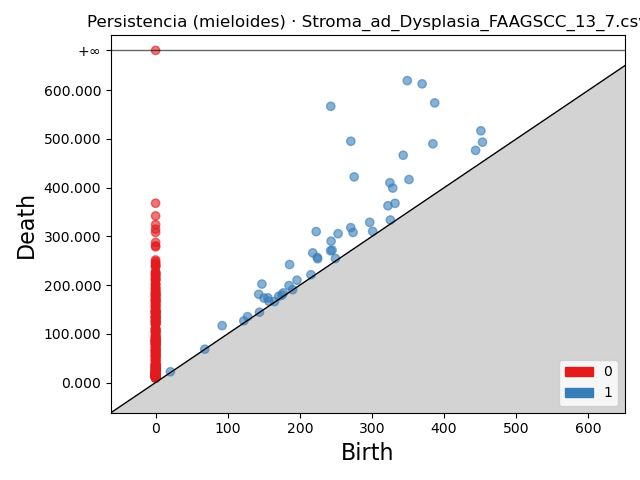 Persistencia (mieloides) · Stroma_ad_Dysplasia_FAAGSCC_13_7.csv
Death
+∞
600.000
500.000
400.000
300.000
200.000
100.000
0.000
0
1
0 100 200 300 400 500 600
Birth